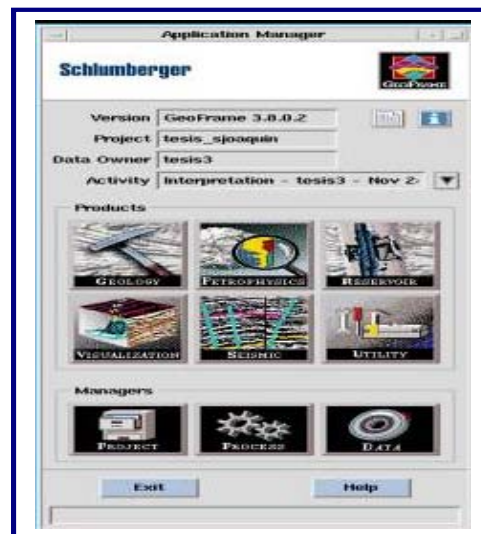 Application Manager
Schlumberger
GEOFRAME
Version GeoFrame 3.8.0.2
Project tesis_sjoaquin
Data Owner tesis3
Activity Interpretation - tesis3 - Nov 2
Products
GEOLOGY PETROPHYSICS RESERVOIR
VISUALIZATION SEISMIC UTILITY
Managers
PROJECT PROCESS DATA
Exit Help